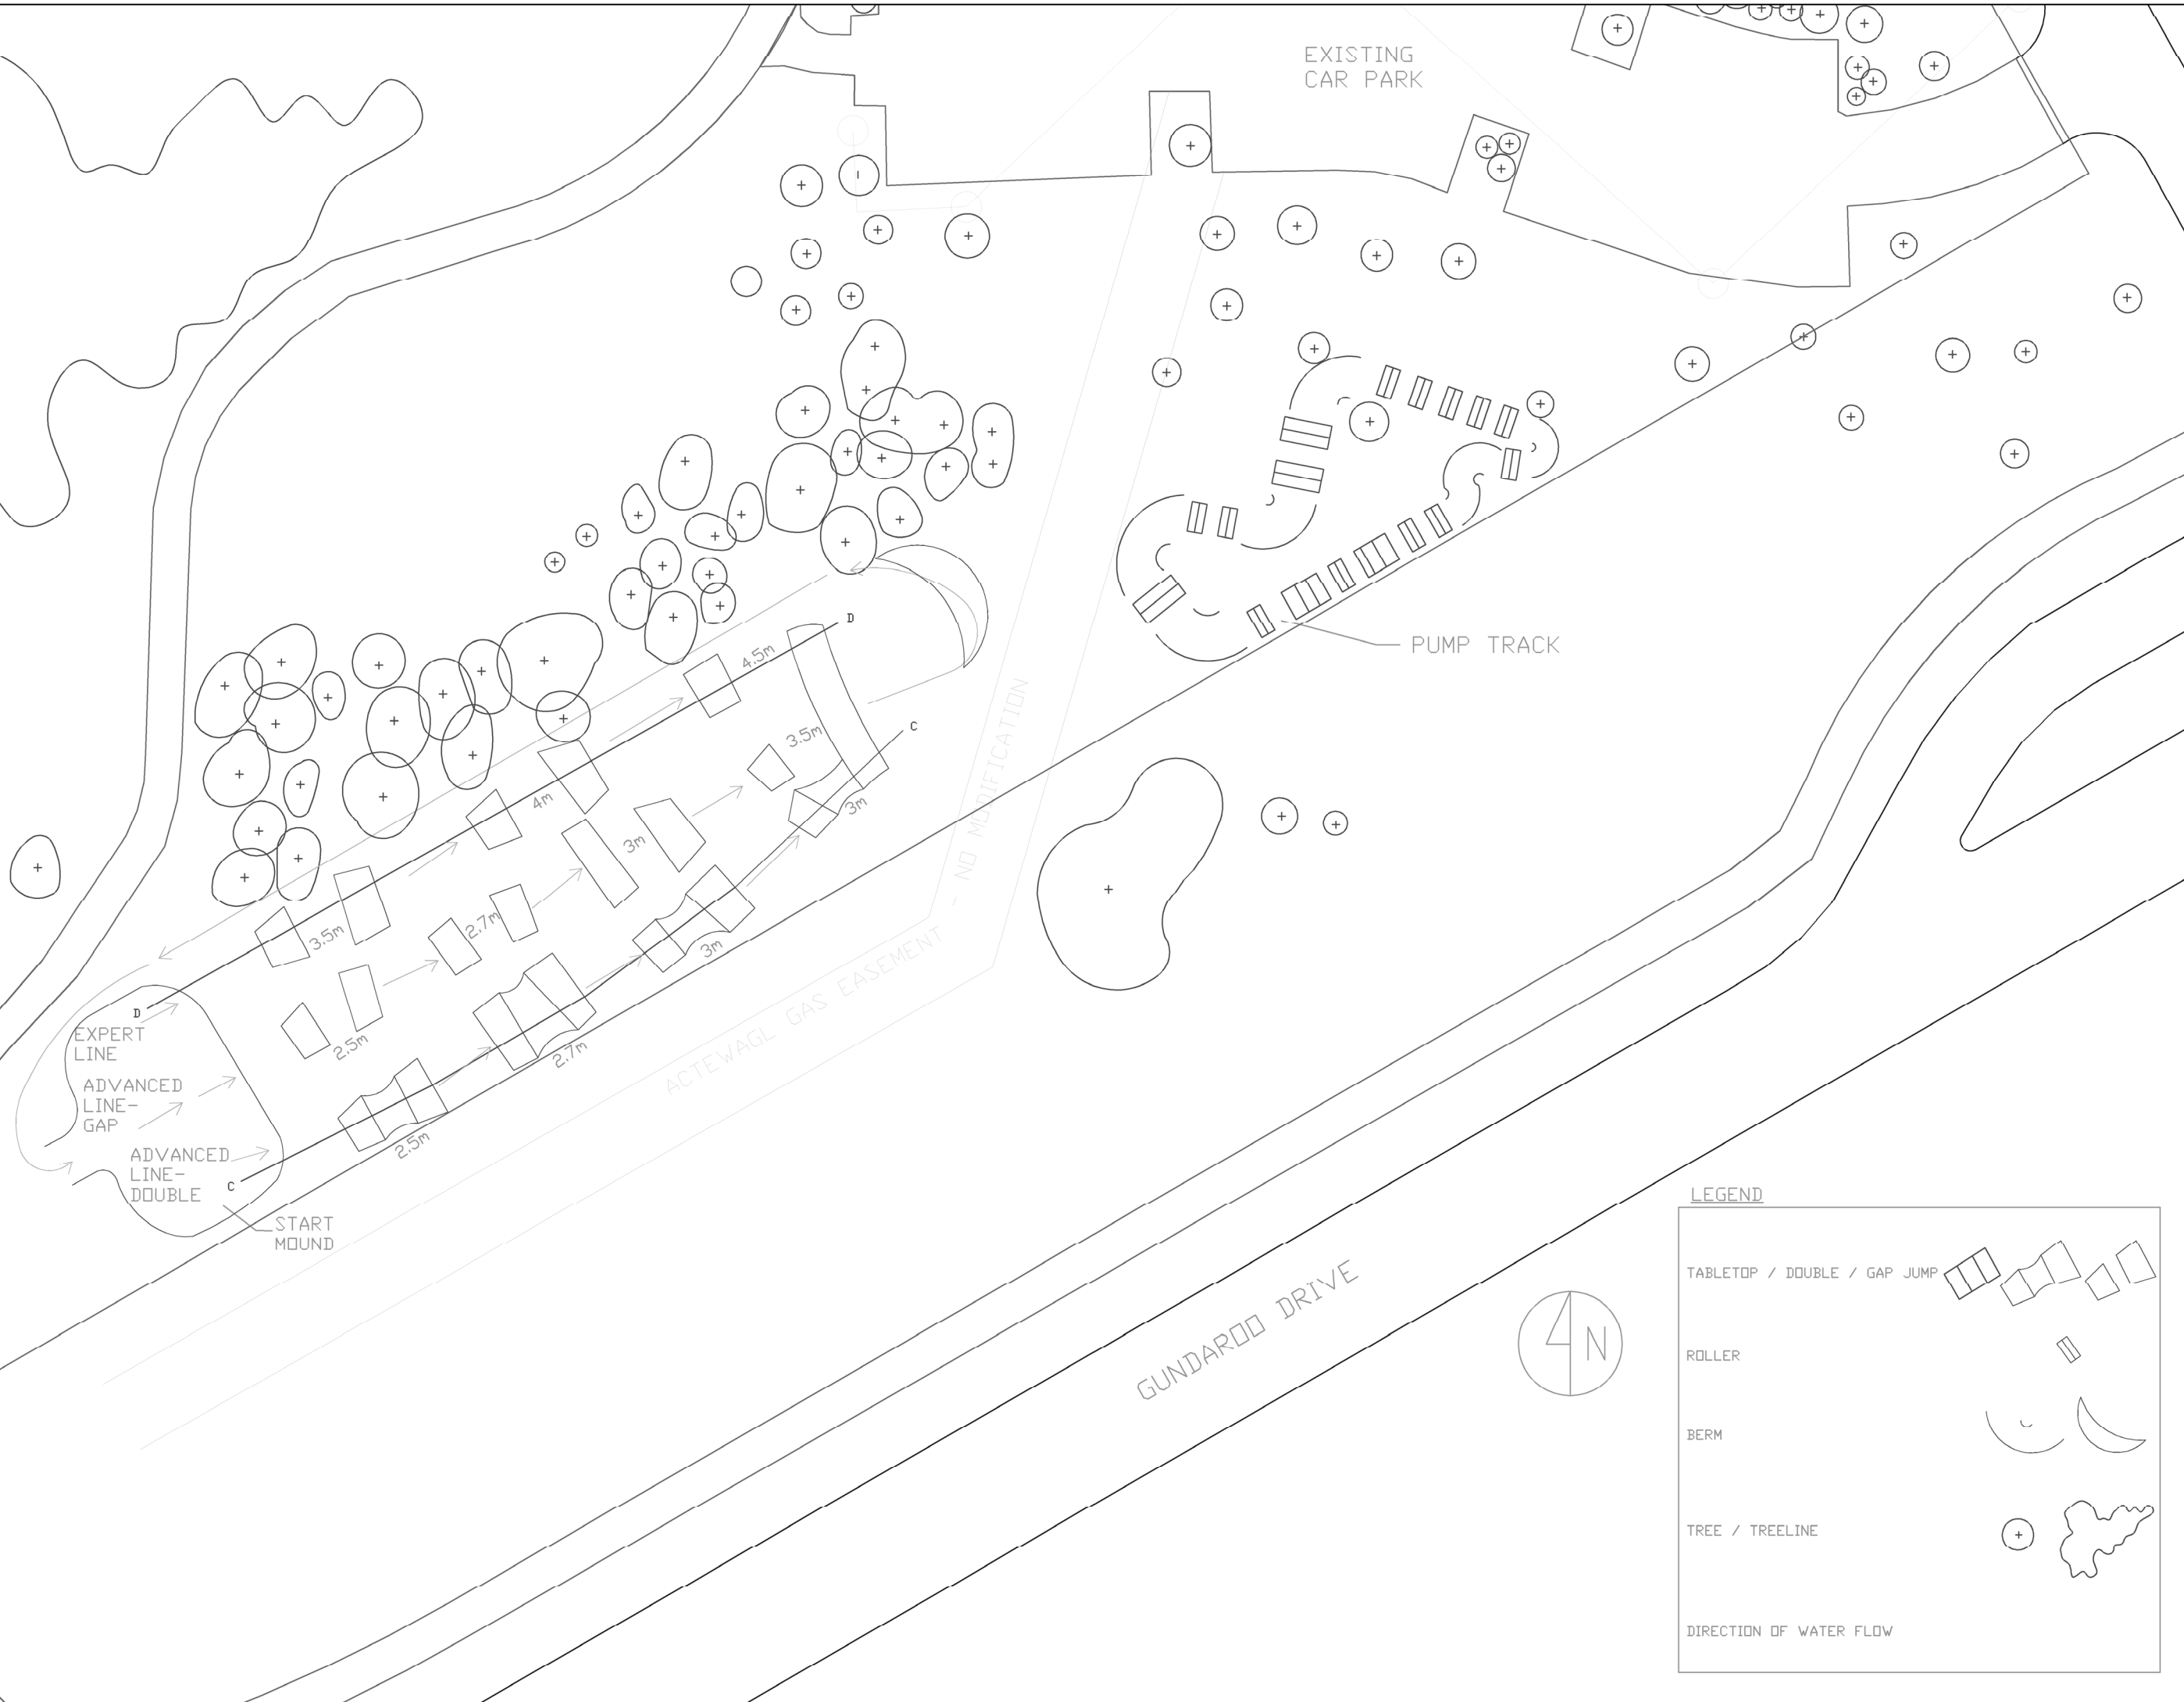 EXISTING
CAR PARK
PUMP TRACK
D
4.5m
C
3.5m
3m
4m
3m
3m
2.7m
3.5m
2.5m
2.7m
2.5m
D
EXPERT
LINE
ADVANCED
LINE-
GAP
ADVANCED
LINE-
DOUBLE
C
START
MOUND
ACTEWAGL GAS EASEMENT - NO MODIFICATION
GUNDAROO DRIVE
N
LEGEND
TABLETOP / DOUBLE / GAP JUMP
ROLLER
BERM
TREE / TREELINE
DIRECTION OF WATER FLOW